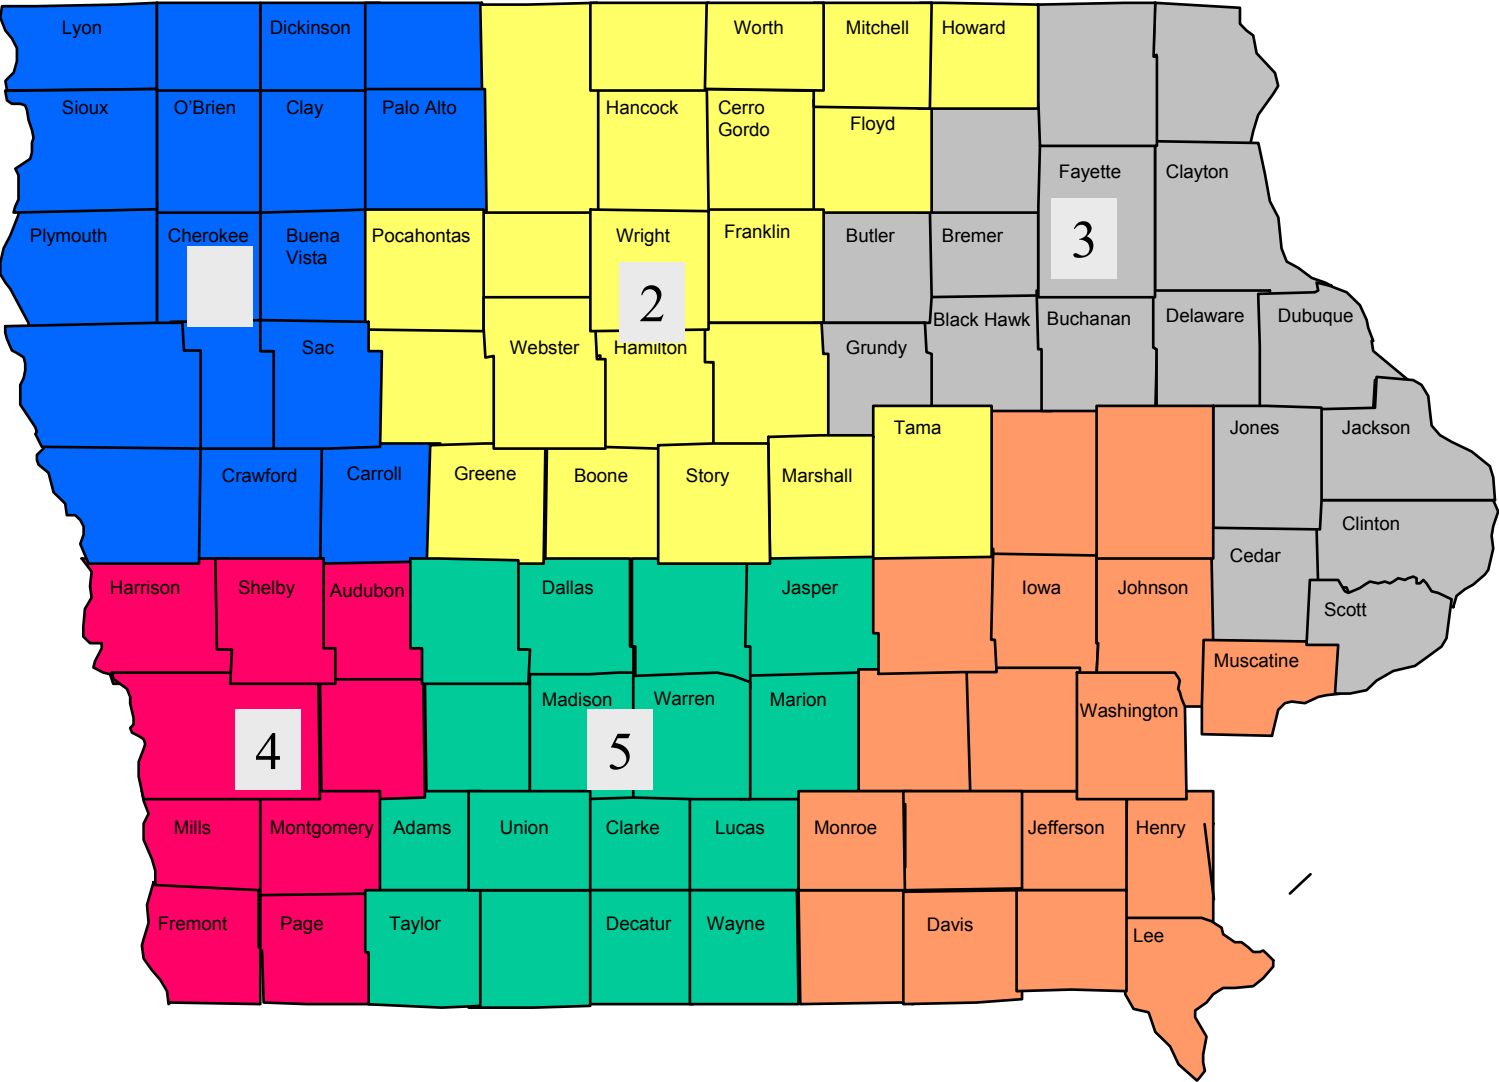 Lyon
Dickinson
Worth
Mitchell
Howard
Sioux
O'Brien
Clay
Palo Alto
Hancock
Cerro
Gordo
Floyd
Fayette
Clayton
Plymouth
Cherokee
Buena
Vista
Pocahontas
Wright
Franklin
Butler
Bremer
3
2
Black Hawk
Buchanan
Delaware
Dubuque
Sac
Webster
Hamilton
Grundy
Tama
Jones
Jackson
Crawford
Carroll
Greene
Boone
Story
Marshall
Clinton
Cedar
Harrison
Shelby
Audubon
Dallas
Jasper
Iowa
Johnson
Scott
Muscatine
Madison
Warren
Marion
Washington
4
5
Mills
Montgomery
Adams
Union
Clarke
Lucas
Monroe
Jefferson
Henry
Fremont
Page
Taylor
Decatur
Wayne
Davis
Lee